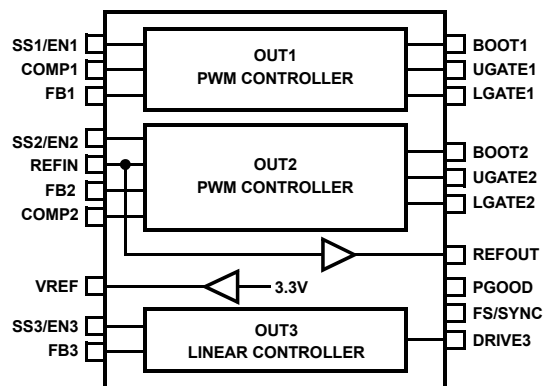 SS1/EN1
COMP1
FB1
OUT1
PWM CONTROLLER
BOOT1
UGATE1
LGATE1
SS2/EN2
REFIN
FB2
COMP2
OUT2
PWM CONTROLLER
BOOT2
UGATE2
LGATE2
REFOUT
VREF
3.3V
PGOOD
FS/SYNC
SS3/EN3
FB3
OUT3
LINEAR CONTROLLER
DRIVE3